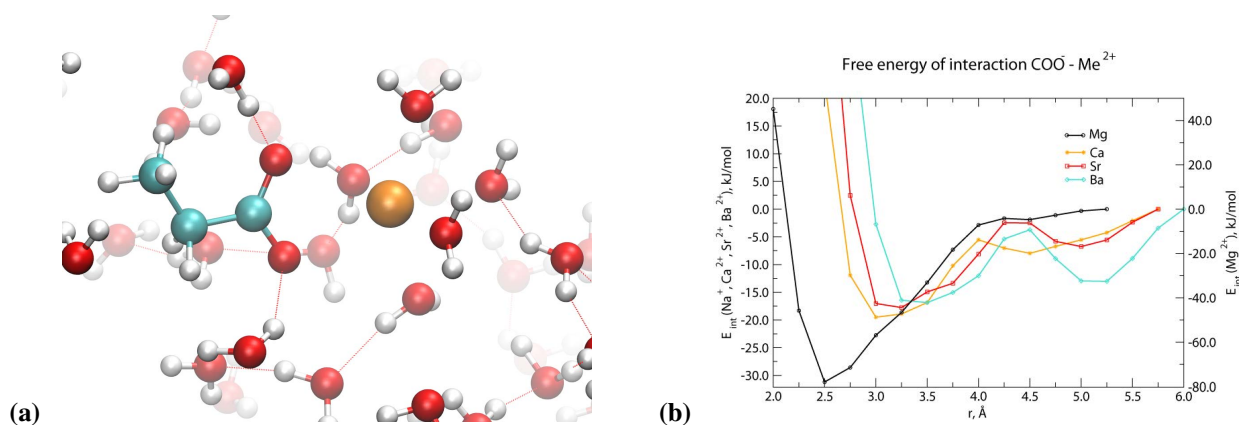 (a)
(b)
Free energy of interaction COO⁻ - Me²⁺
E int (Na⁺, Ca²⁺, Sr²⁺, Ba²⁺), kJ/mol
20.0
15.0
10.0
5.0
0.0
-5.0
-10.0
-15.0
-20.0
-25.0
-30.0
Mg
Ca
Sr
Ba
40.0
20.0
0.0
-20.0
-40.0
-60.0
-80.0
E int (Mg²⁺), kJ/mol
2.0 2.5 3.0 3.5 4.0 4.5 5.0 5.5 6.0
r, Å